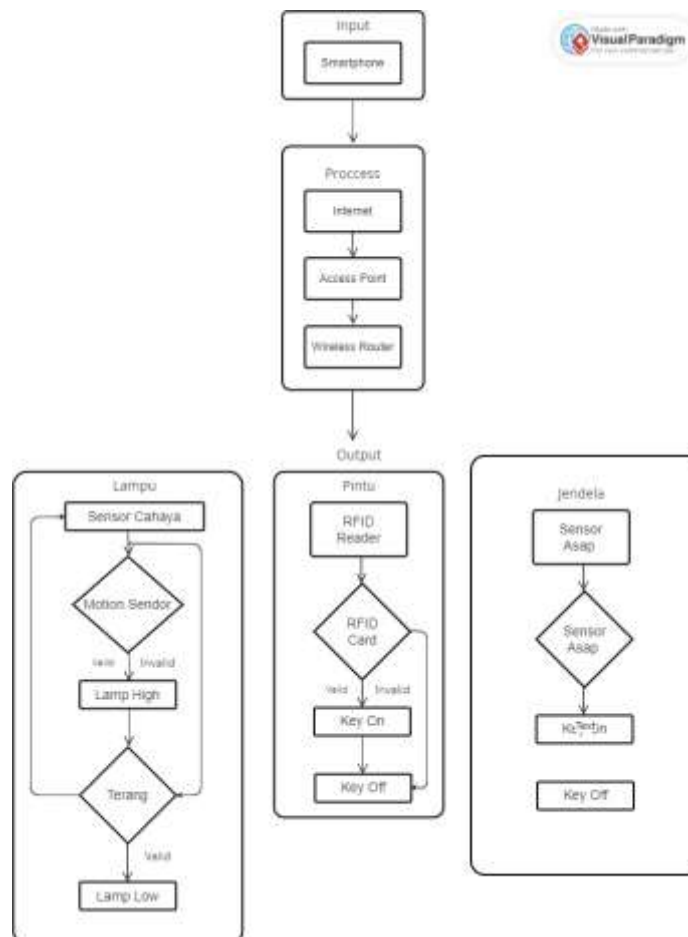 Input
Smartphone
VisualParadigm
Proccess
Internet
Access Point
Wireless Router
Output
Lampu
Sensor Cahaya
Motion Sendor
Valid
Invalid
Lamp High
Terang
Valid
Lamp Low
Pintu
RFID
Reader
RFID
Card
Valid
Invalid
Key On
Key Off
Jendela
Sensor
Asap
Sensor
Asap
Text
Key Off